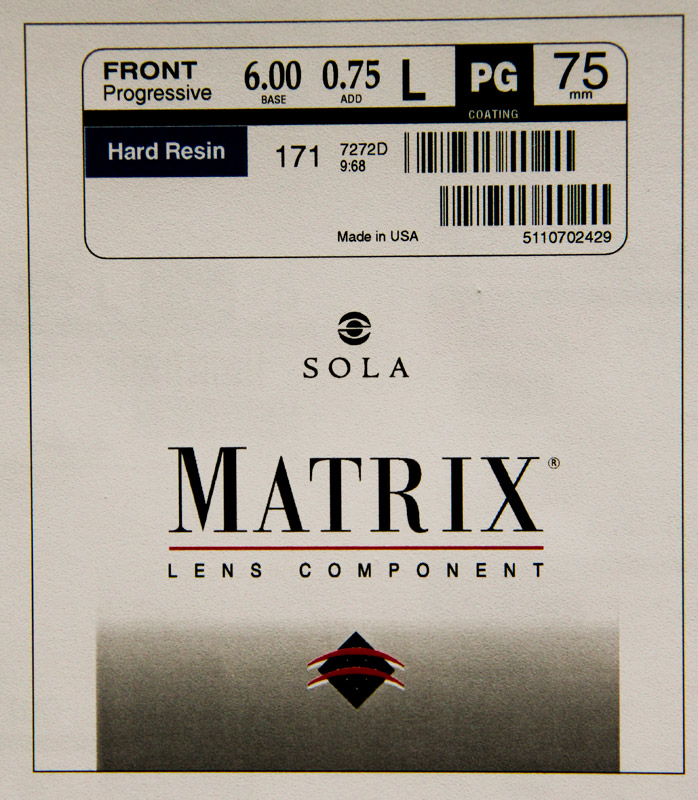 FRONT 6.00 0.75 L PG 75
Progressive BASE ADD mm
COATING
Hard Resin 171 7272D
9:68
Made in USA 5110702429
SOLA
MATRIX®
LENS COMPONENT